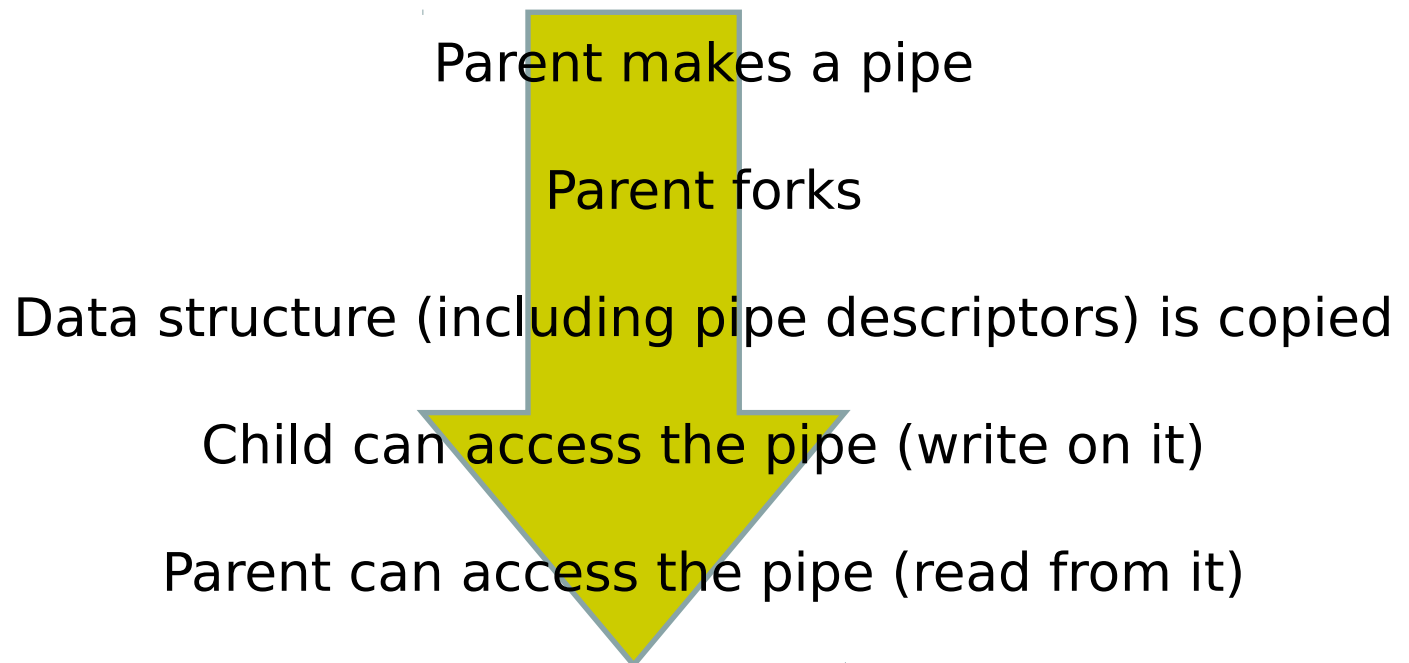 Parent makes a pipe
Parent forks
Data structure (including pipe descriptors) is copied
Child can access the pipe (write on it)
Parent can access the pipe (read from it)